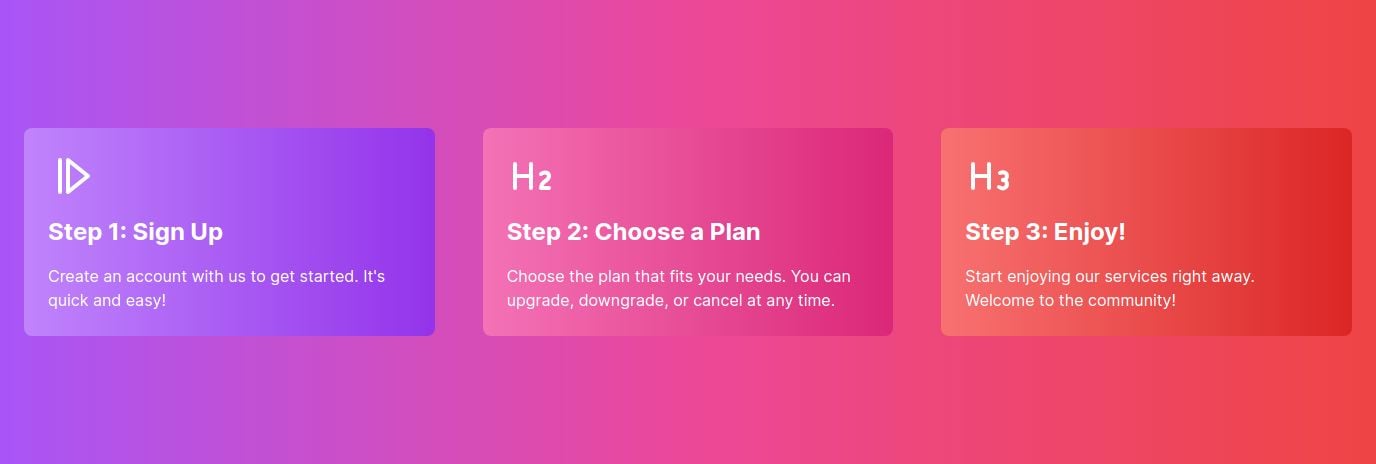 Step 1: Sign Up
Create an account with us to get started. It's
quick and easy!
H2
Step 2: Choose a Plan
Choose the plan that fits your needs. You can
upgrade, downgrade, or cancel at any time.
H3
Step 3: Enjoy!
Start enjoying our services right away.
Welcome to the community!